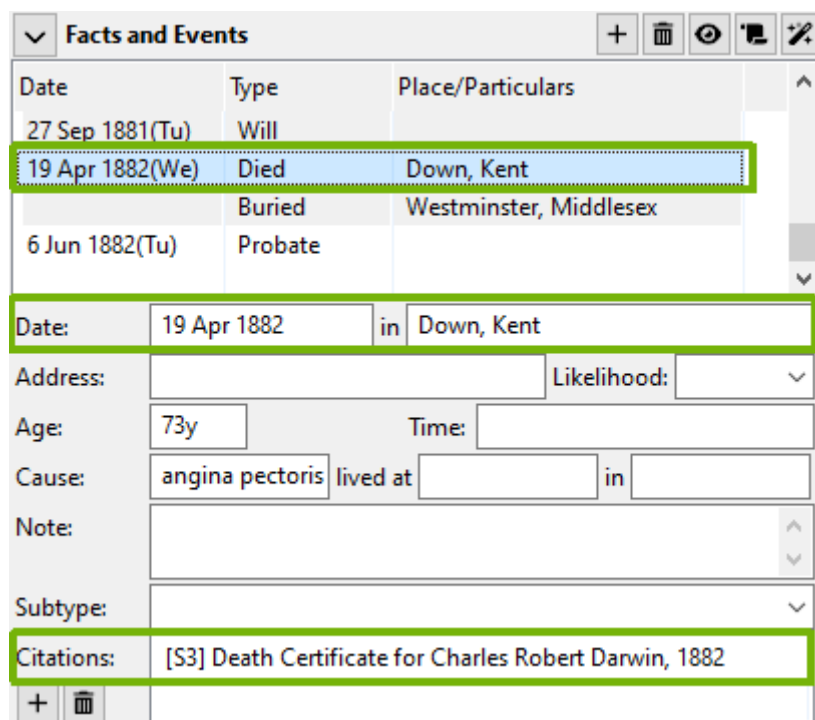 Facts and Events
Date Type Place/Particulars
27 Sep 1881(Tu) Will
19 Apr 1882(We) Died Down, Kent
Buried Westminster, Middlesex
6 Jun 1882(Tu) Probate
Date: 19 Apr 1882 in Down, Kent
Address: Likelihood:
Age: 73y Time:
Cause: angina pectoris lived at in
Note:
Subtype:
Citations: [S3] Death Certificate for Charles Robert Darwin, 1882